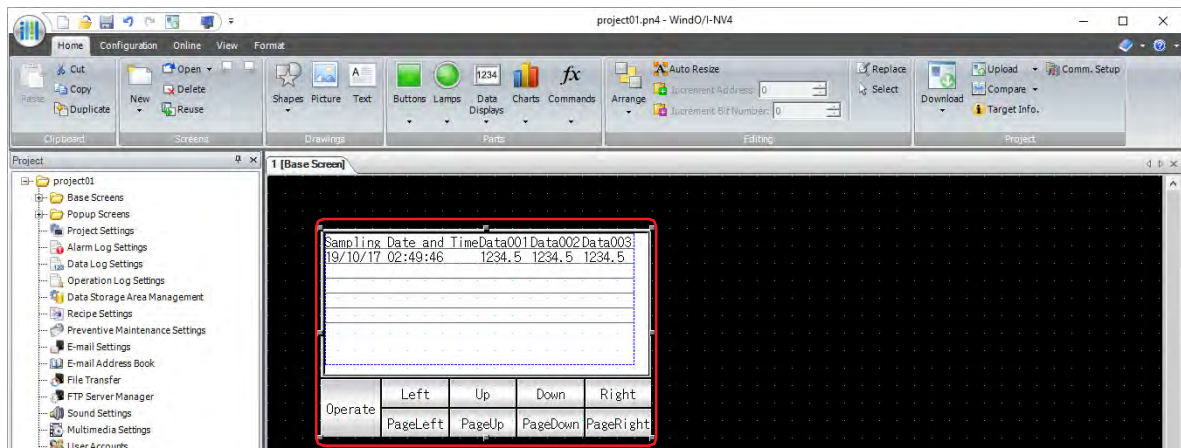 project01.pn4 - WindO/I-NV4
Home Configuration Online View Format
Cut
Copy
Duplicate
Paste
Clipboard
New
Open
Delete
Reuse
Screens
Shapes Picture Text
Drawings
Buttons Lamps Data Displays Charts Commands
1234
fx
Parts
Arrange
Auto Resize
Increment Address: 0
Increment Bit Number: 0
Replace
Select
Editing
Download
Upload
Compare
Target Info.
Comm. Setup
Project
Project
project01
Base Screens
Popup Screens
Project Settings
Alarm Log Settings
Data Log Settings
Operation Log Settings
Data Storage Area Management
Recipe Settings
Preventive Maintenance Settings
E-mail Settings
E-mail Address Book
File Transfer
FTP Server Manager
Sound Settings
Multimedia Settings
User Accounts
1 [Base Screen]
Sampling Date and TimeData001Data002Data003
19/10/17 02:49:46 1234.5 1234.5 1234.5
Operate
Left Up Down Right
PageLeft PageUp PageDown PageRight